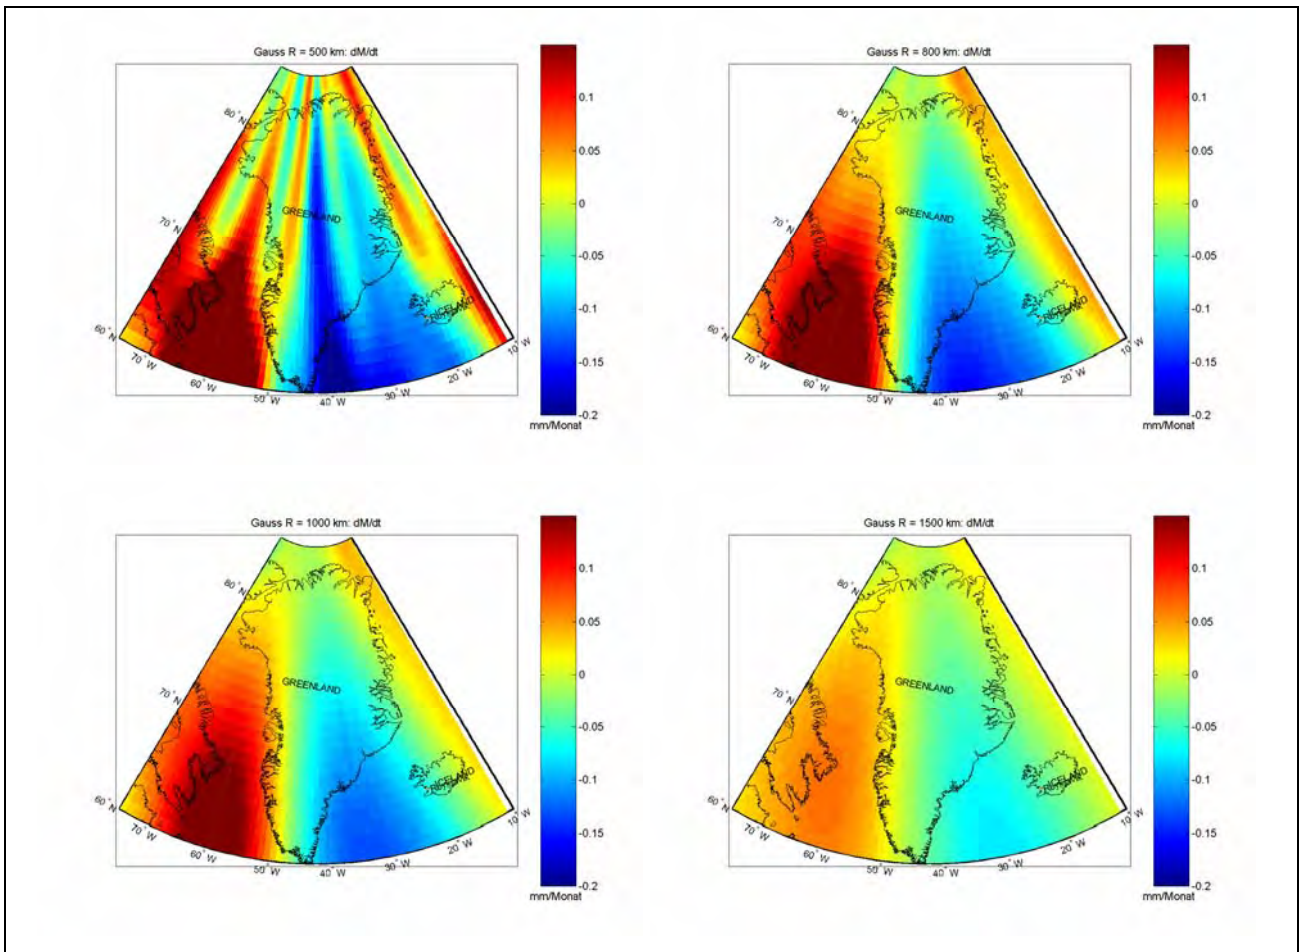 Gauss R = 500 km: dM/dt
0.1
0.05
0
-0.05
-0.1
-0.15
-0.2
mm/Monat
80° N
70° N
60° N
70° W
60° W
50° W
40° W
30° W
20° W
10° W
GREENLAND
ICELAND
Gauss R = 800 km: dM/dt
0.1
0.05
0
-0.05
-0.1
-0.15
-0.2
mm/Monat
80° N
70° N
60° N
70° W
60° W
50° W
40° W
30° W
20° W
10° W
GREENLAND
ICELAND
Gauss R = 1000 km: dM/dt
0.1
0.05
0
-0.05
-0.1
-0.15
-0.2
mm/Monat
80° N
70° N
60° N
70° W
60° W
50° W
40° W
30° W
20° W
10° W
GREENLAND
ICELAND
Gauss R = 1500 km: dM/dt
0.1
0.05
0
-0.05
-0.1
-0.15
-0.2
mm/Monat
80° N
70° N
60° N
70° W
60° W
50° W
40° W
30° W
20° W
10° W
GREENLAND
ICELAND